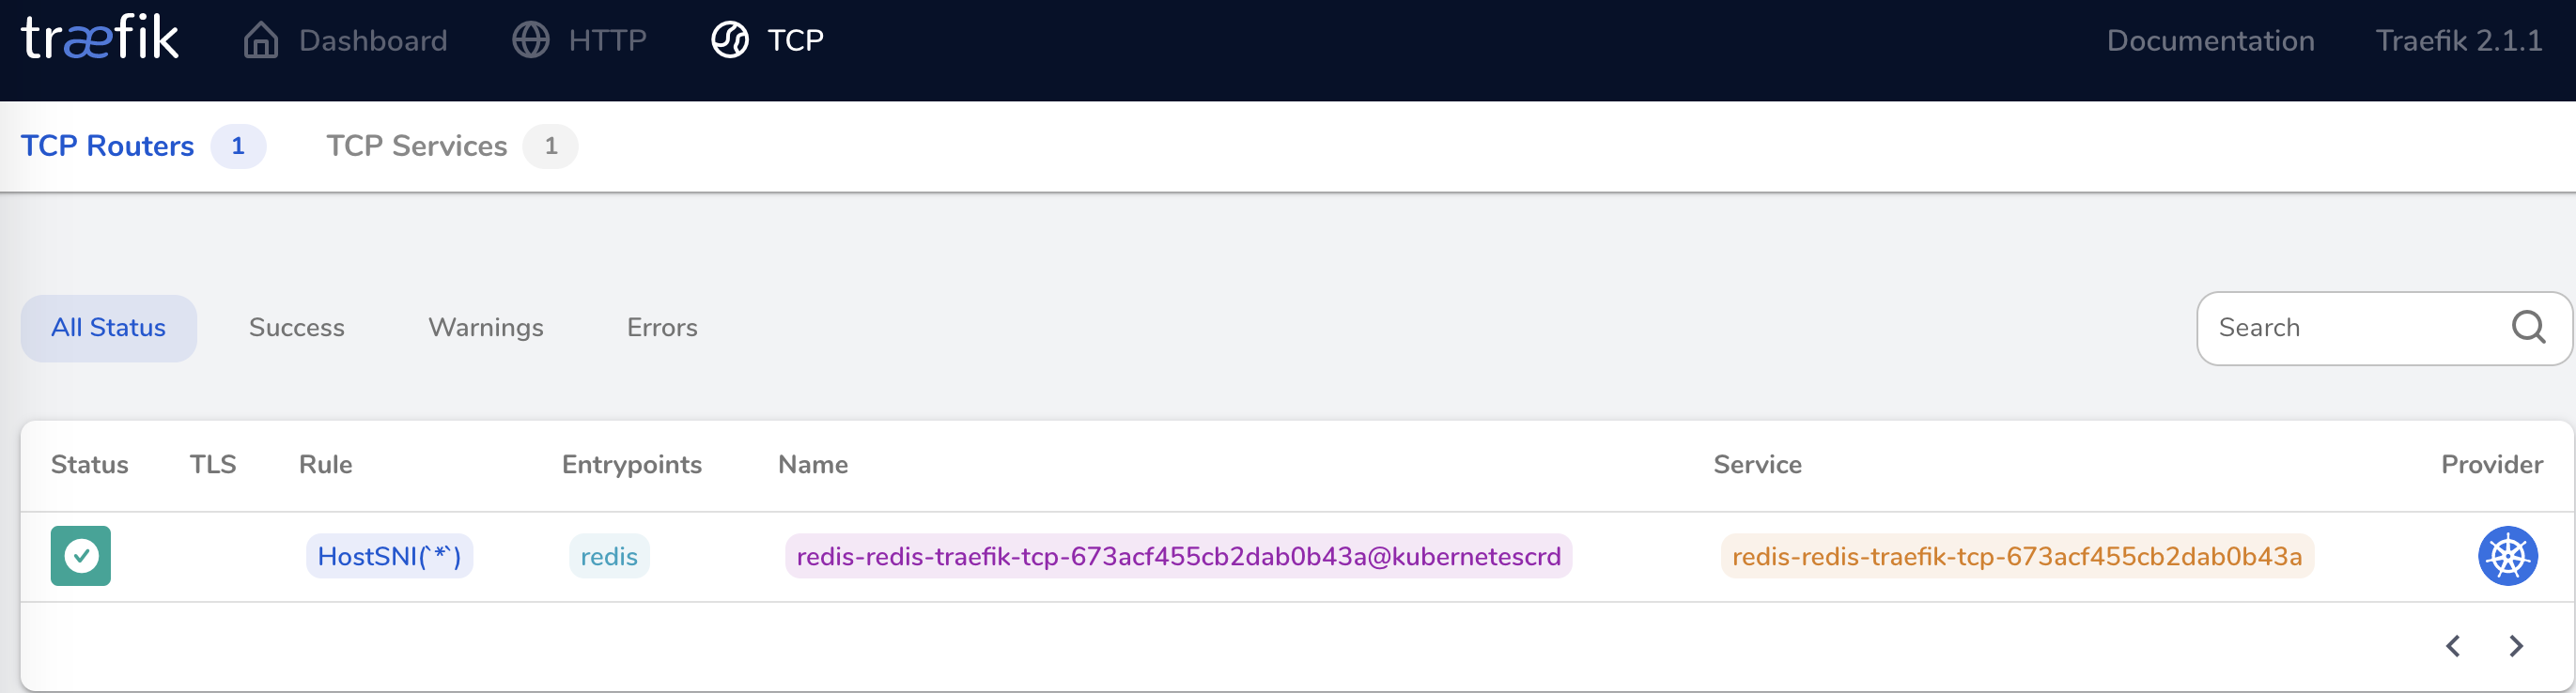 træfik Dashboard HTTP TCP Documentation Traefik 2.1.1
TCP Routers 1 TCP Services 1
All Status Success Warnings Errors Search
Status TLS Rule Entrypoints Name Service Provider
HostSNI(`*`) redis redis-redis-traefik-tcp-673acf455cb2dab0b43a@kubernetescrd redis-redis-traefik-tcp-673acf455cb2dab0b43a